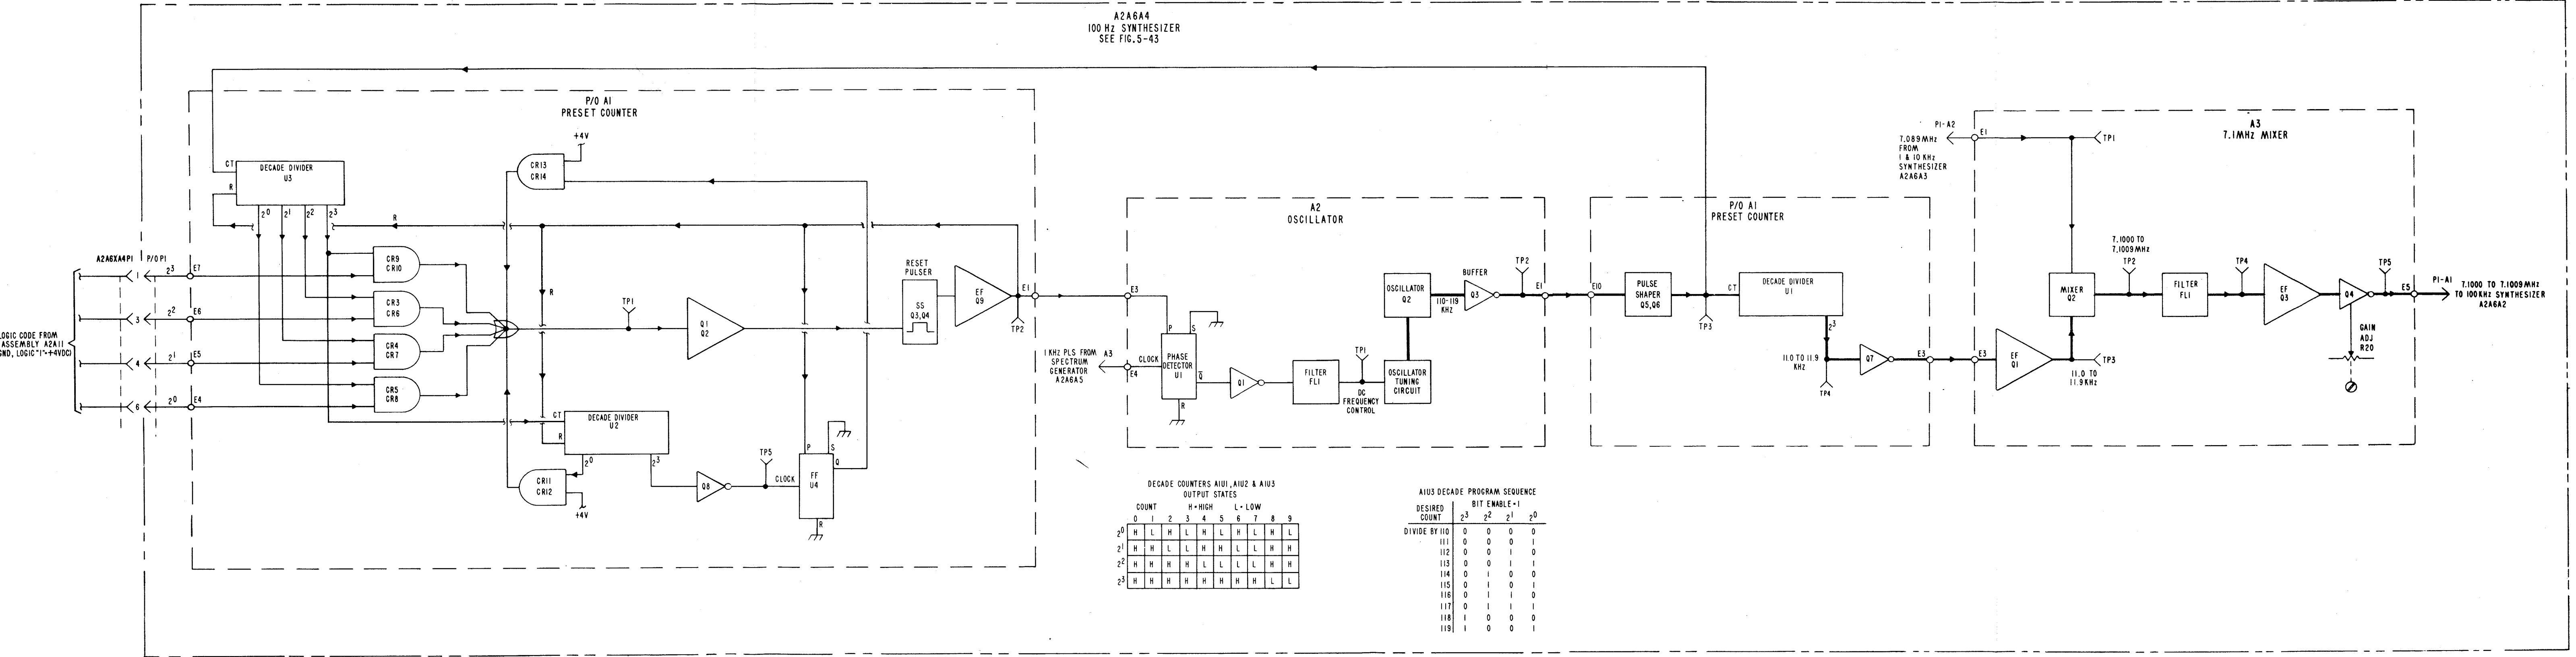 A2A6A4
100 Hz SYNTHESIZER
SEE FIG.5-43
P/O A1
PRESET COUNTER
+4V
CR13
CR14
CT
R
DECADE DIVIDER
U3
2⁰ 2¹ 2² 2³
R
A2A6XA4P1
P/O P1
1 2³ E7
3 2² E6
4 2¹ E5
6 2⁰ E4
LOGIC CODE FROM
ASSEMBLY A2A11
GND, LOGIC "1"=+4VDC)
CR9
CR10
CR3
CR6
CR4
CR7
CR5
CR8
R
TP1
Q1
Q2
RESET
PULSER
SS
Q3,Q4
EF
Q9
E1
TP2
CT
R
DECADE DIVIDER
U2
2⁰ 2³
CR11
CR12
+4V
Q8
TP5
CLOCK
P S
Q
FF
U4
R
A2
OSCILLATOR
E3
P S
1 KHz PLS FROM
SPECTRUM
GENERATOR
A2A6A5
A3
CLOCK
E4
PHASE
DETECTOR
U1
Q̅
R
Q1
FILTER
FL1
TP1
DC
FREQUENCY
CONTROL
OSCILLATOR
Q2
OSCILLATOR
TUNING
CIRCUIT
110-119
KHz
BUFFER
Q3
TP2
E1
P/O A1
PRESET COUNTER
E10
PULSE
SHAPER
Q5,Q6
TP3
CT
DECADE DIVIDER
U1
2³
11.0 TO 11.9
KHz
TP4
Q7
E3
A3
7.1MHz MIXER
P1-A2
E1
7.089MHz
FROM
1 & 10 KHz
SYNTHESIZER
A2A6A3
TP1
E3
EF
Q1
TP3
11.0 TO
11.9KHz
MIXER
Q2
7.1000 TO
7.1009MHz
TP2
FILTER
FL1
TP4
EF
Q3
Q4
TP5
E5
GAIN
ADJ
R20
P1-A1
7.1000 TO 7.1009MHz
TO 100KHz SYNTHESIZER
A2A6A2
DECADE COUNTERS A1U1, A1U2 & A1U3
OUTPUT STATES
COUNT H=HIGH L=LOW
0 1 2 3 4 5 6 7 8 9
2⁰ H L H L H L H L H L
2¹ H H L L H H L L H H
2² H H H H L L L L H H
2³ H H H H H H H H L L
A1U3 DECADE PROGRAM SEQUENCE
BIT ENABLE=1
DESIRED
COUNT 2³ 2² 2¹ 2⁰
DIVIDE BY 110 0 0 0 0
111 0 0 0 1
112 0 0 1 0
113 0 0 1 1
114 0 1 0 0
115 0 1 0 1
116 0 1 1 0
117 0 1 1 1
118 1 0 0 0
119 1 0 0 1